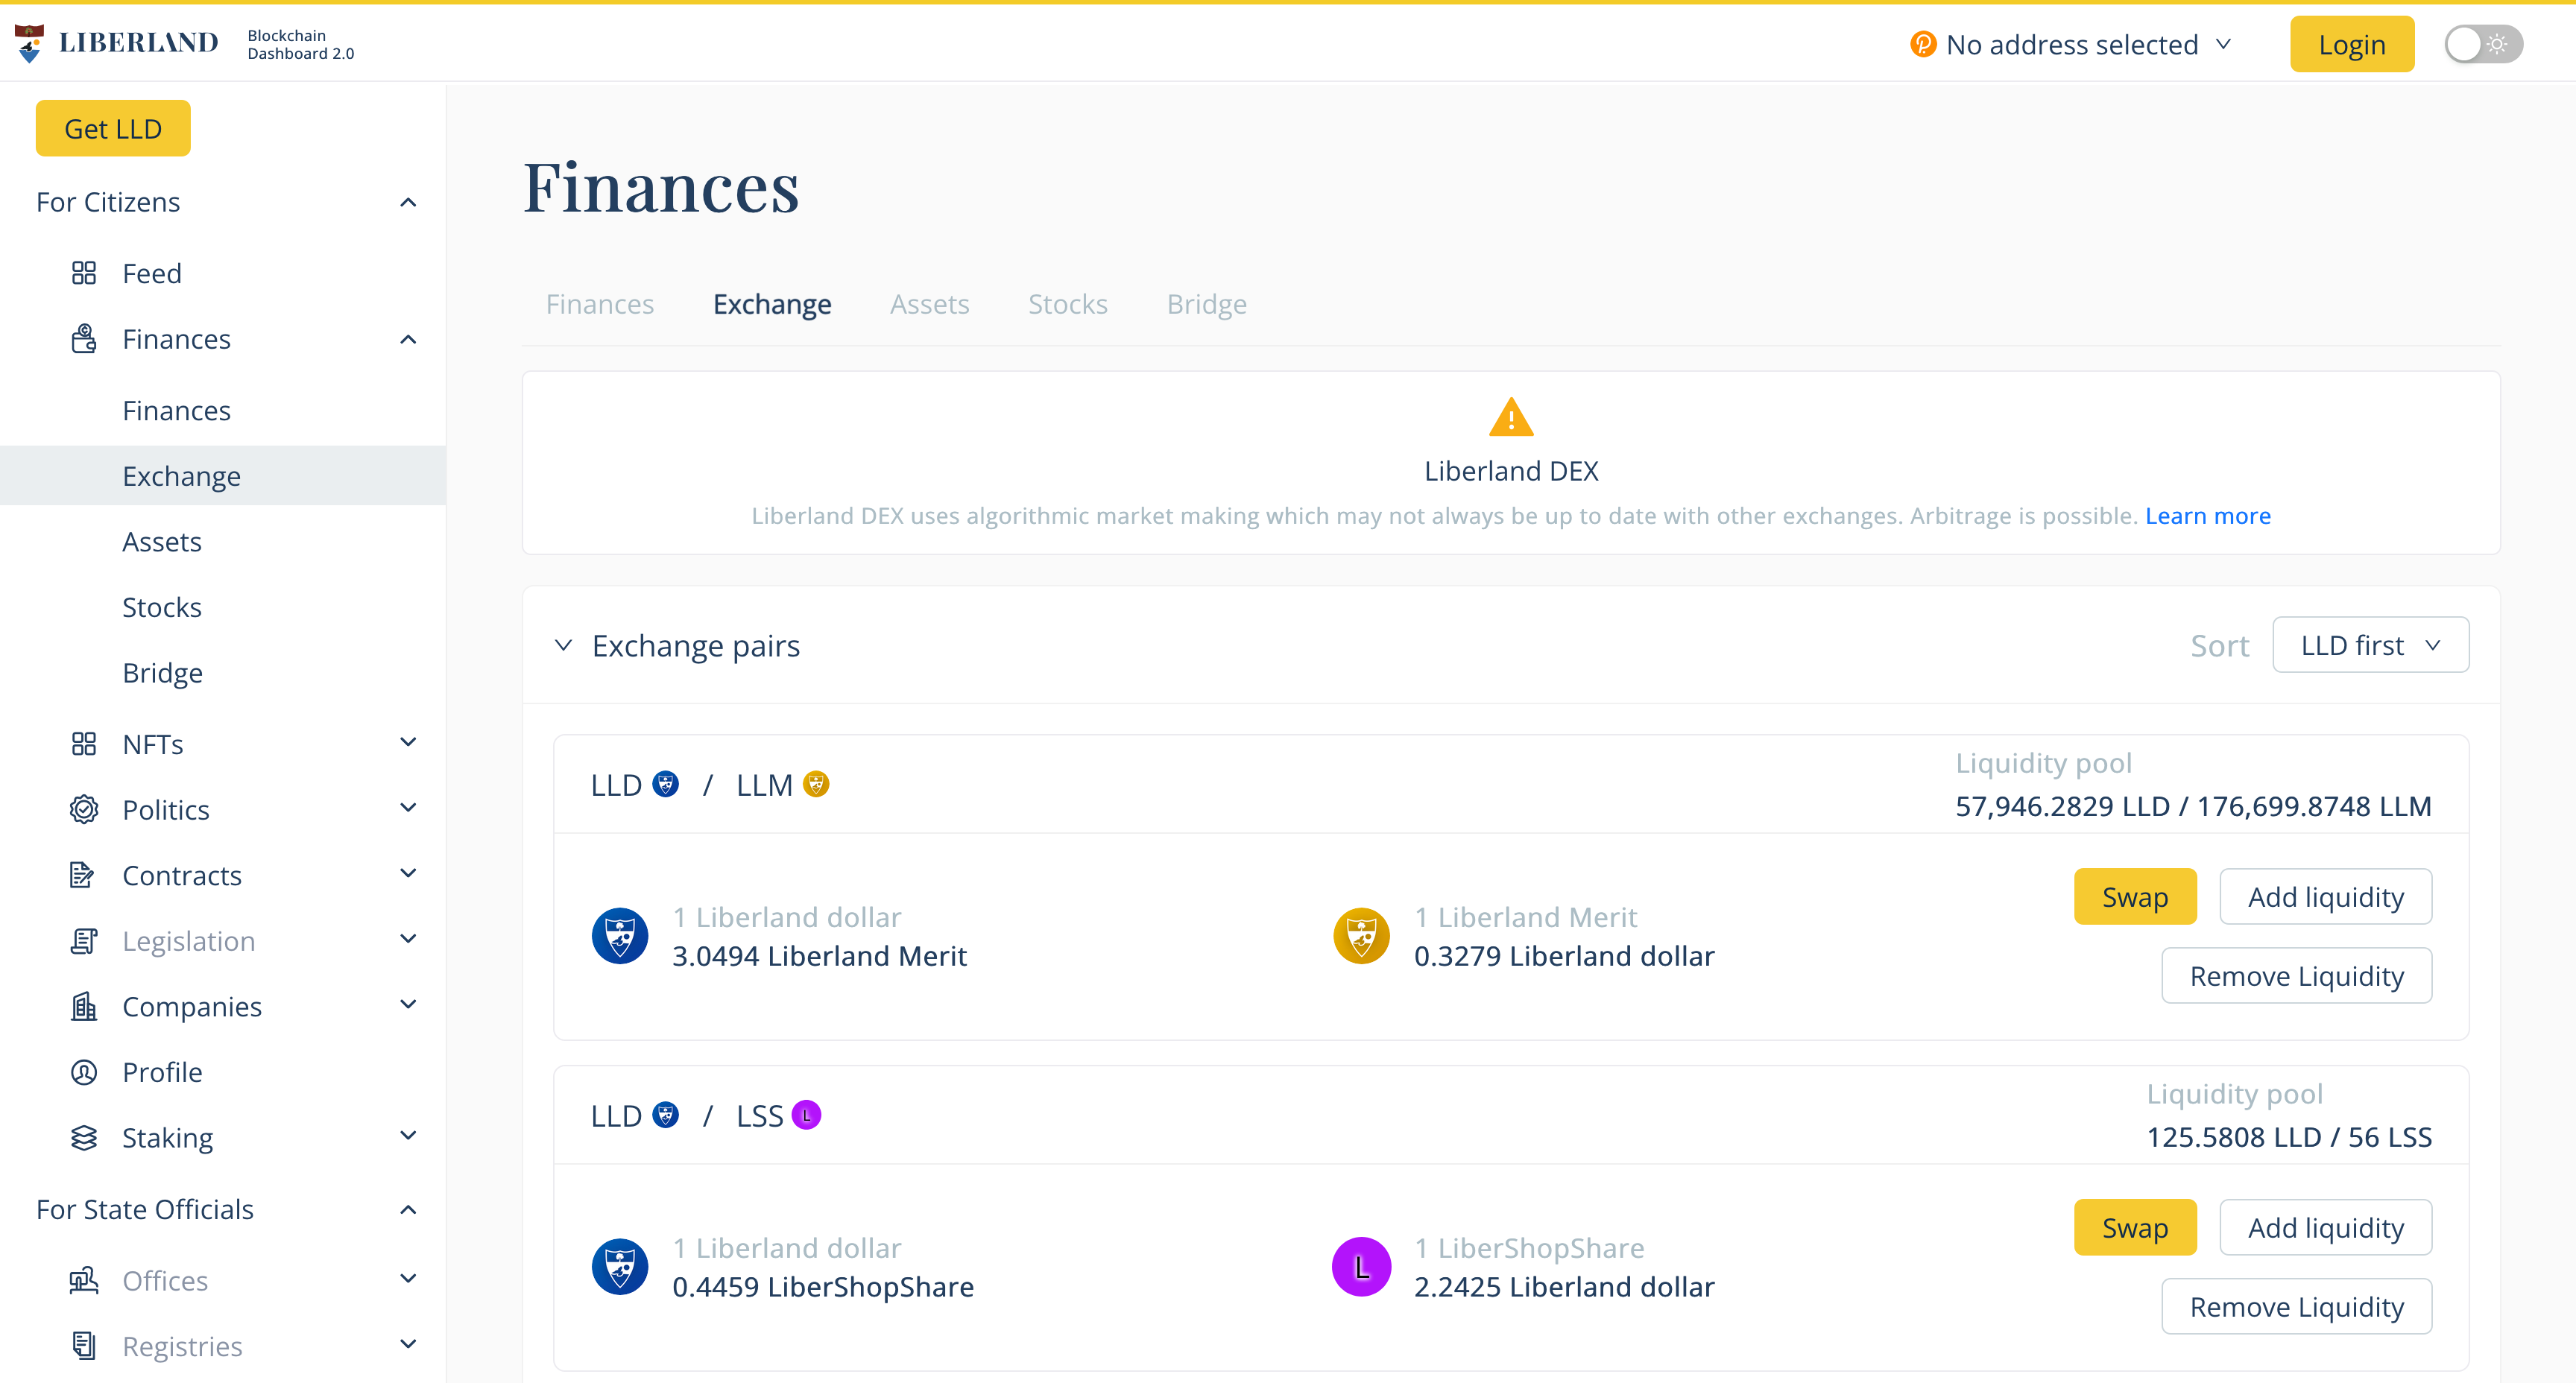 LIBERLAND
Blockchain
Dashboard 2.0
No address selected
Login
Get LLD
For Citizens
Feed
Finances
Finances
Exchange
Assets
Stocks
Bridge
NFTs
Politics
Contracts
Legislation
Companies
Profile
Staking
For State Officials
Offices
Registries
Finances
Finances Exchange Assets Stocks Bridge
Liberland DEX
Liberland DEX uses algorithmic market making which may not always be up to date with other exchanges. Arbitrage is possible. Learn more
Exchange pairs
Sort LLD first
LLD / LLM
Liquidity pool
57,946.2829 LLD / 176,699.8748 LLM
1 Liberland dollar
3.0494 Liberland Merit
1 Liberland Merit
0.3279 Liberland dollar
Swap Add liquidity
Remove Liquidity
LLD / LSS L
Liquidity pool
125.5808 LLD / 56 LSS
1 Liberland dollar
0.4459 LiberShopShare
L
1 LiberShopShare
2.2425 Liberland dollar
Swap Add liquidity
Remove Liquidity